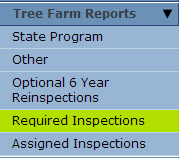 Tree Farm Reports ▼
State Program
Other
Optional 6 Year
Reinspections
Required Inspections
Assigned Inspections